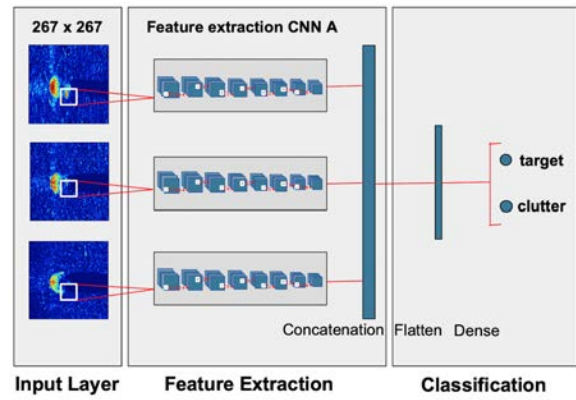 267 x 267
Feature extraction CNN A
target
clutter
Concatenation Flatten Dense
Input Layer Feature Extraction Classification